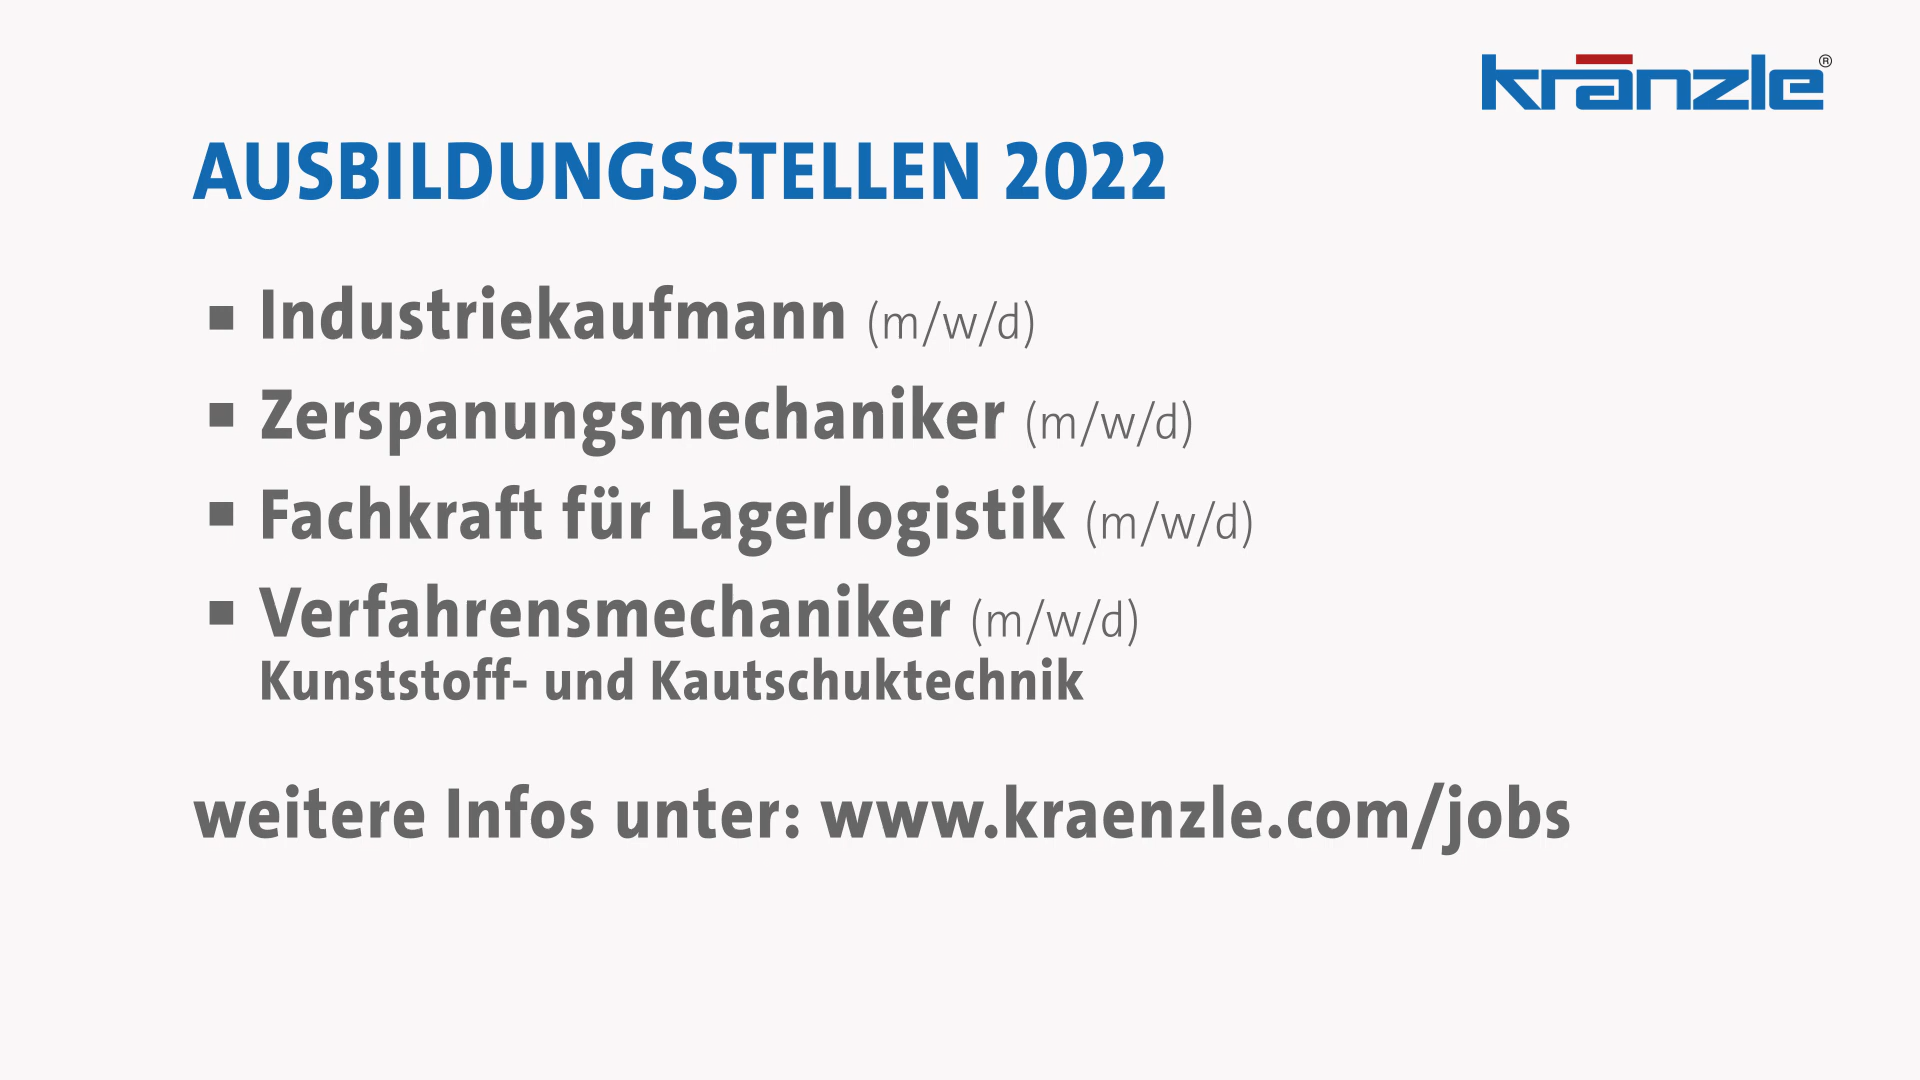 kränzle®
AUSBILDUNGSSTELLEN 2022
▪ Industriekaufmann (m/w/d)
▪ Zerspanungsmechaniker (m/w/d)
▪ Fachkraft für Lagerlogistik (m/w/d)
▪ Verfahrensmechaniker (m/w/d)
Kunststoff- und Kautschuktechnik
weitere Infos unter: www.kraenzle.com/jobs